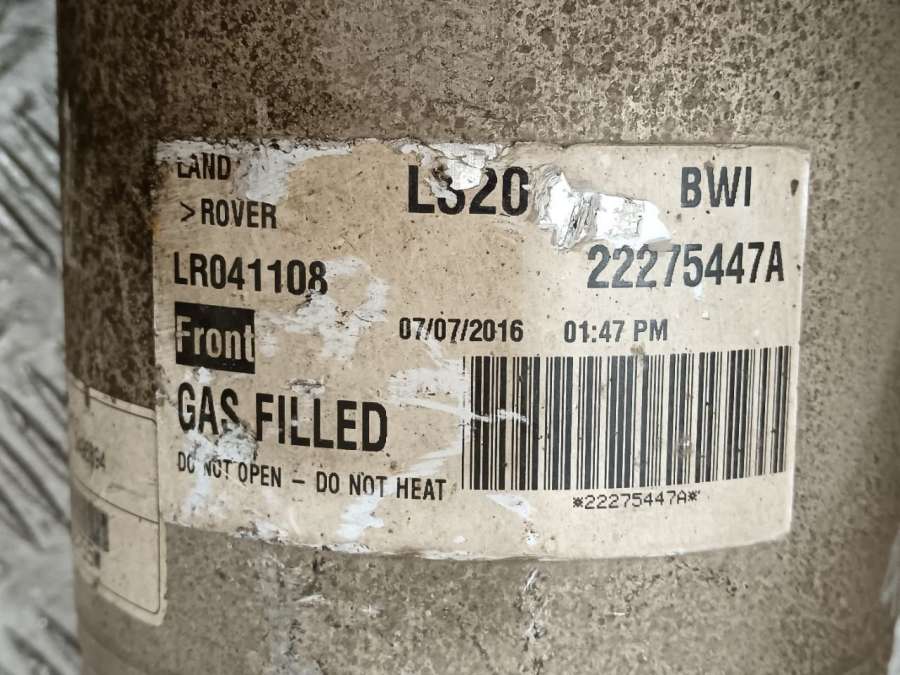 LAND
>ROVER
L320
BWI
LR041108
22275447A
Front
07/07/2016 01:47 PM
GAS FILLED
DO NOT OPEN – DO NOT HEAT
*22275447A*